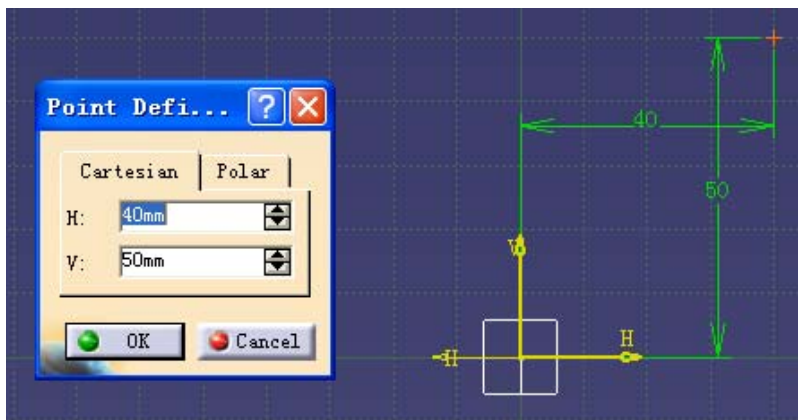 Point Defi...
Cartesian
Polar
H:
40mm
V:
50mm
OK
Cancel
40
50
V
H
H